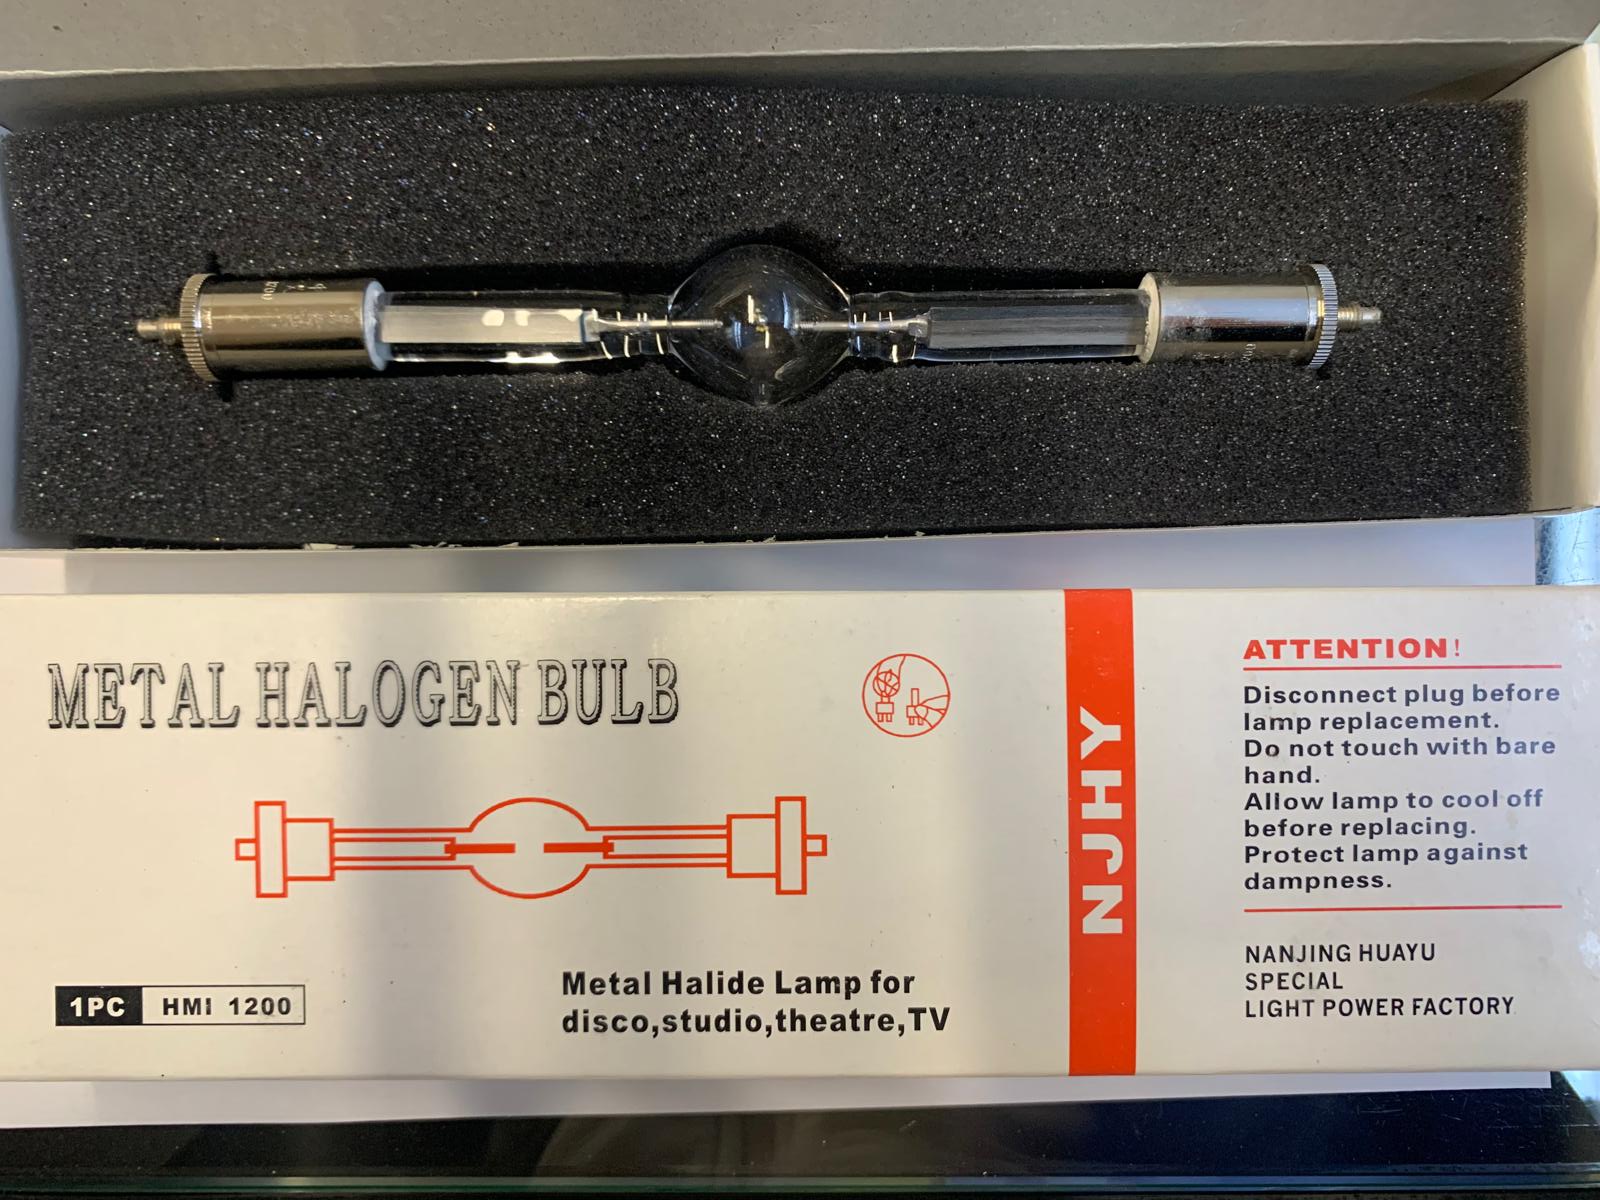 METAL HALOGEN BULB
1PC HMI 1200
Metal Halide Lamp for
disco,studio,theatre,TV
NJHY
ATTENTION!
Disconnect plug before
lamp replacement.
Do not touch with bare
hand.
Allow lamp to cool off
before replacing.
Protect lamp against
dampness.
NANJING HUAYU
SPECIAL
LIGHT POWER FACTORY